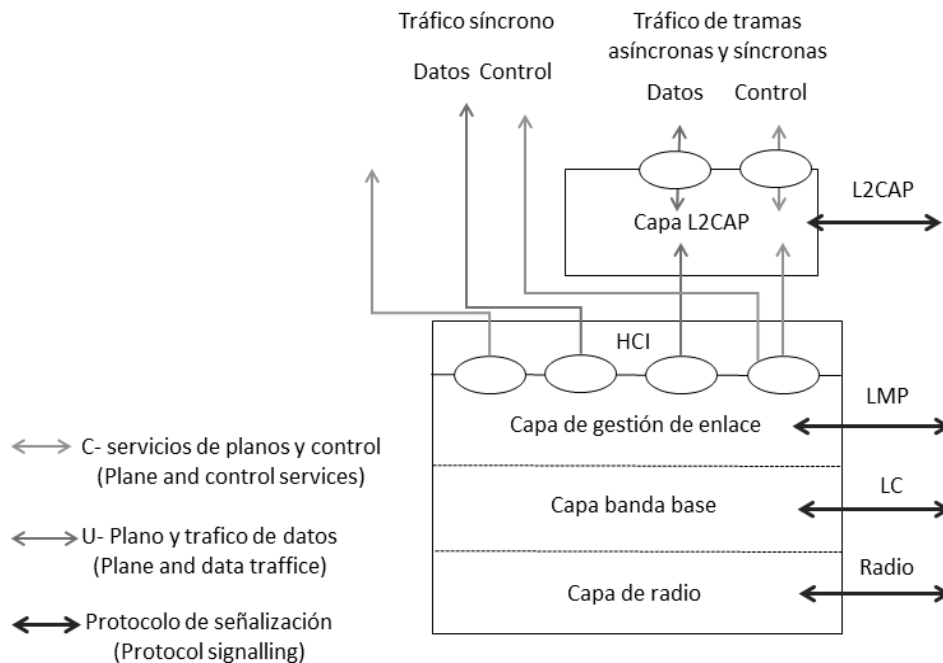 Tráfico síncrono
Tráfico de tramas
asíncronas y síncronas
Datos Control
Datos Control
L2CAP
Capa L2CAP
HCI
LMP
Capa de gestión de enlace
C- servicios de planos y control
(Plane and control services)
LC
Capa banda base
U- Plano y trafico de datos
(Plane and data traffice)
Radio
Capa de radio
Protocolo de señalización
(Protocol signalling)